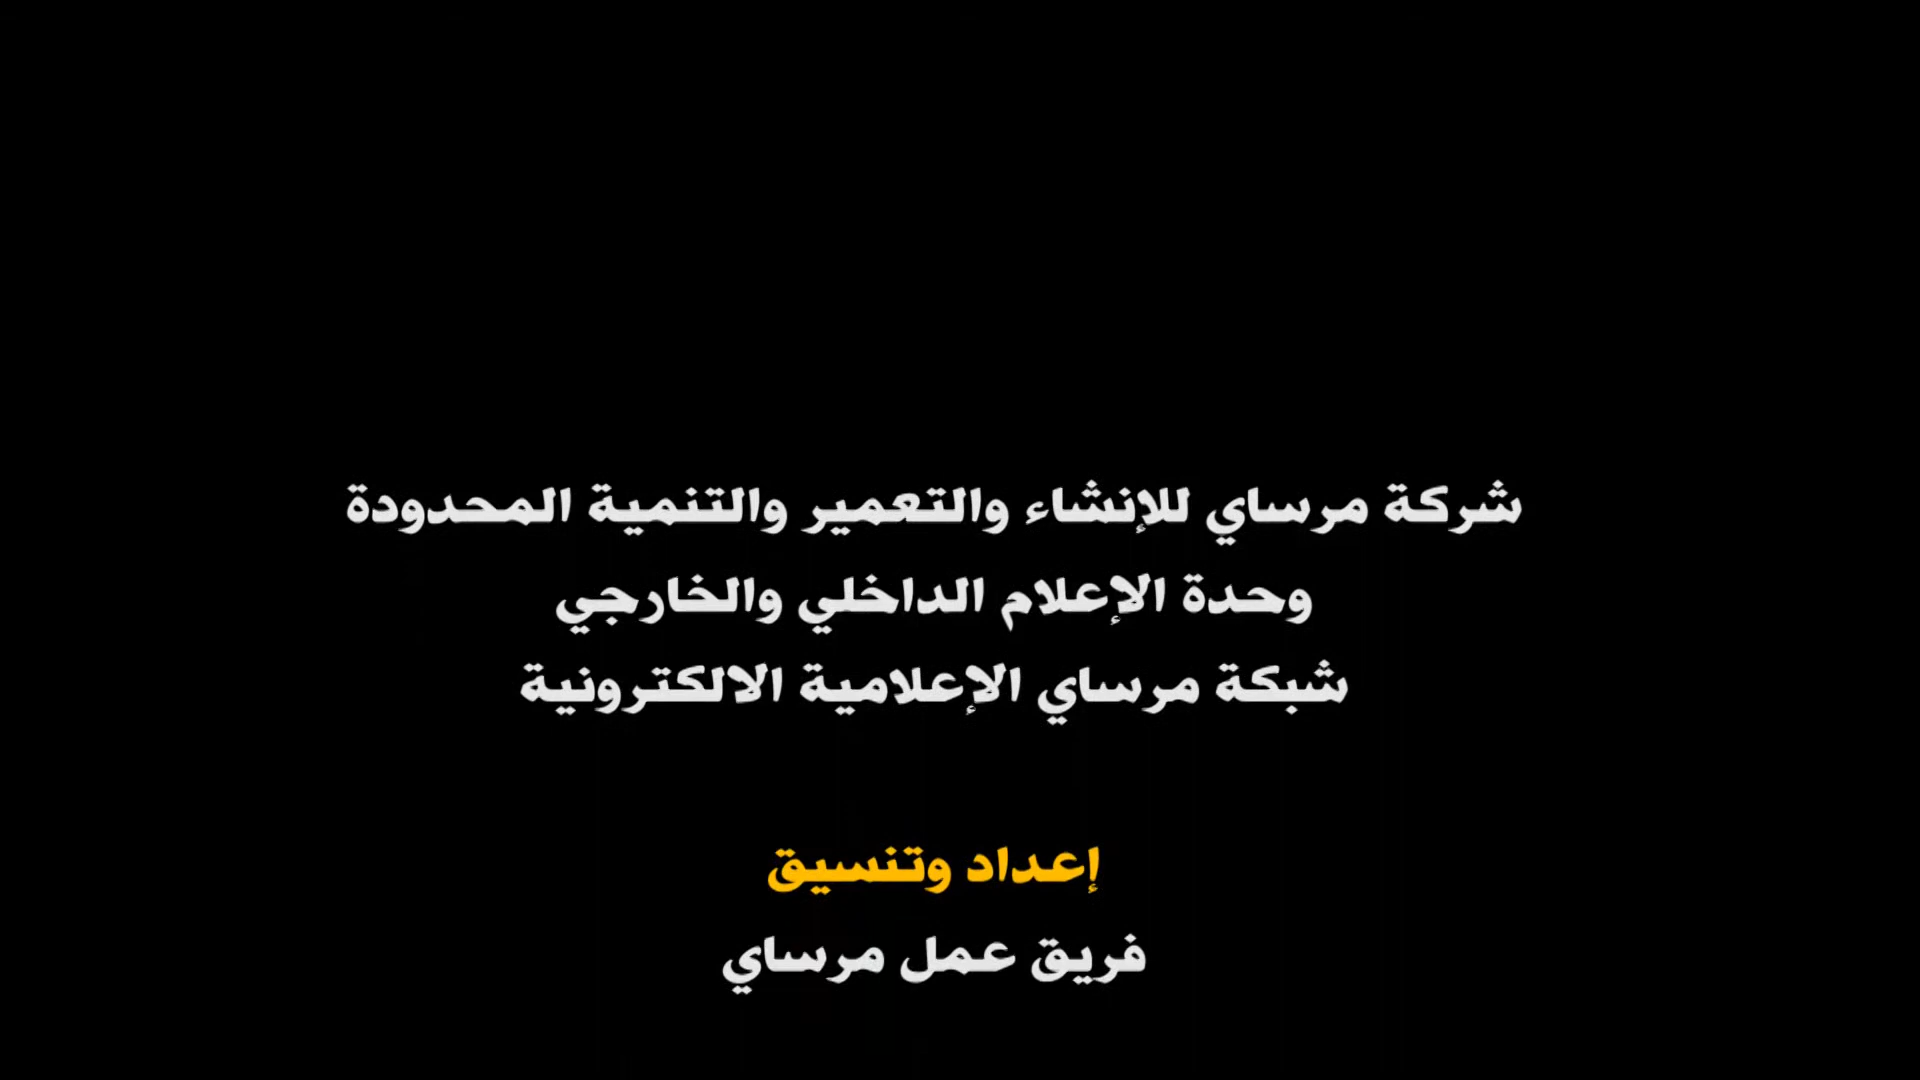 شركة مرساي للإنشاء والتعمير والتنمية المحدودة
وحدة الإعلام الداخلي والخارجي
شبكة مرساي الإعلامية الالكترونية
إعداد وتنسيق
فريق عمل مرساي